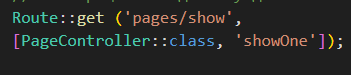 Route::get ('pages/show',
[PageController::class, 'showOne']);